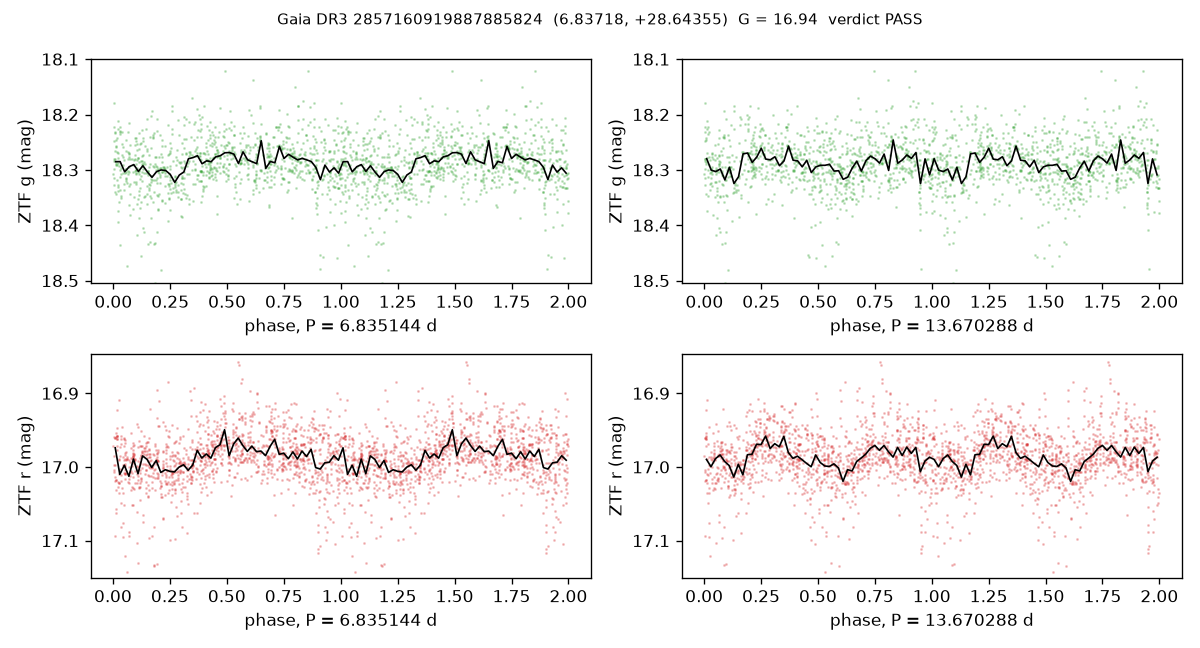 Gaia DR3 2857160919887885824  (6.83718, +28.64355)  G = 16.94  verdict PASS
ZTF g (mag)
18.1
18.2
18.3
18.4
18.5
0.00 0.25 0.50 0.75 1.00 1.25 1.50 1.75 2.00
phase, P = 6.835144 d
ZTF g (mag)
18.1
18.2
18.3
18.4
18.5
0.00 0.25 0.50 0.75 1.00 1.25 1.50 1.75 2.00
phase, P = 13.670288 d
ZTF r (mag)
16.9
17.0
17.1
0.00 0.25 0.50 0.75 1.00 1.25 1.50 1.75 2.00
phase, P = 6.835144 d
ZTF r (mag)
16.9
17.0
17.1
0.00 0.25 0.50 0.75 1.00 1.25 1.50 1.75 2.00
phase, P = 13.670288 d